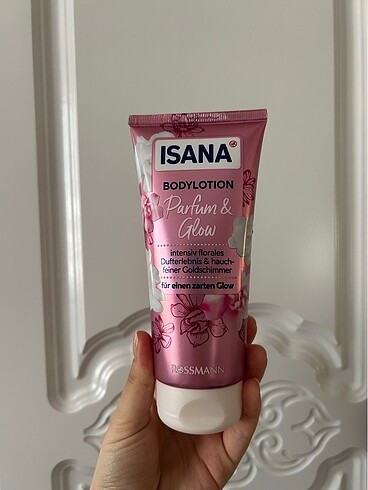 ISANA
BODYLOTION
Parfum &
Glow
intensiv florales
Dufterlebnis & hauch-
feiner Goldschimmer
für einen zarten Glow
ROSSMANN